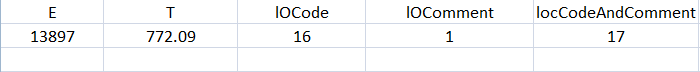 E T lOCode lOComment locCodeAndComment
13897 772.09 16 1 17